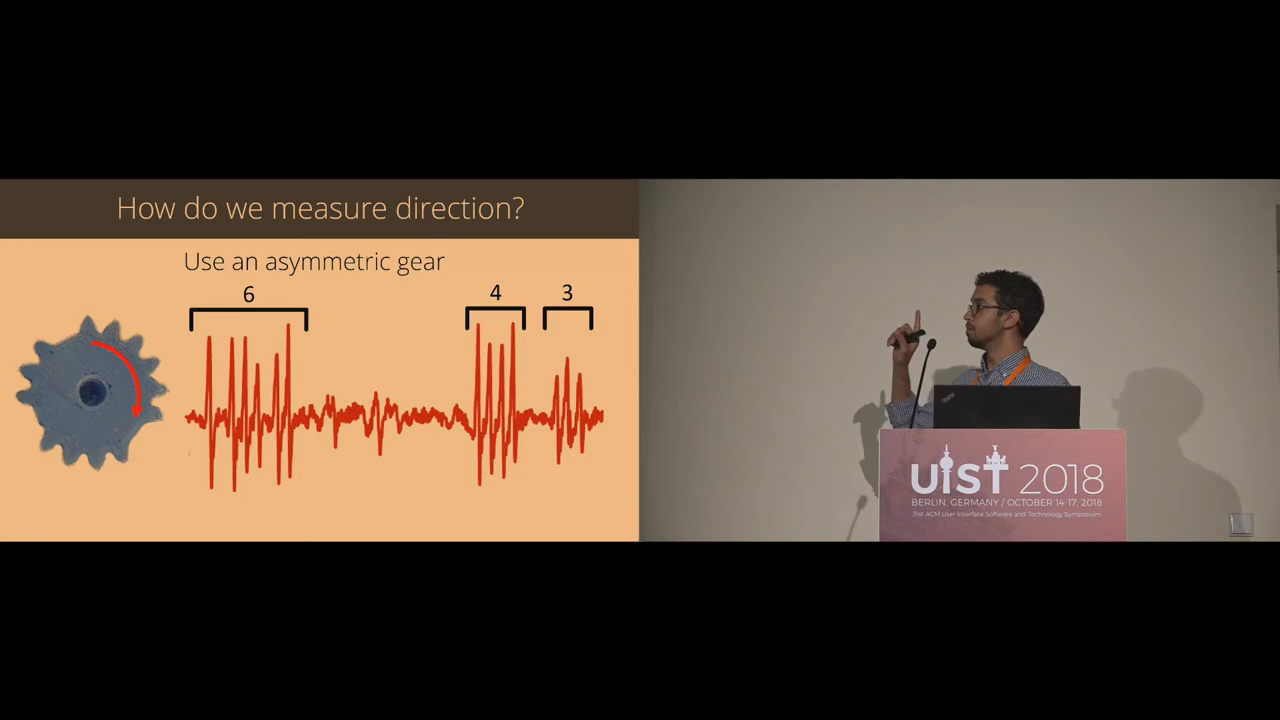 How do we measure direction?
Use an asymmetric gear
6
4
3
UIST 2018
BERLIN, GERMANY / OCTOBER 14-17, 2018
31st ACM User Interface Software and Technology Symposium